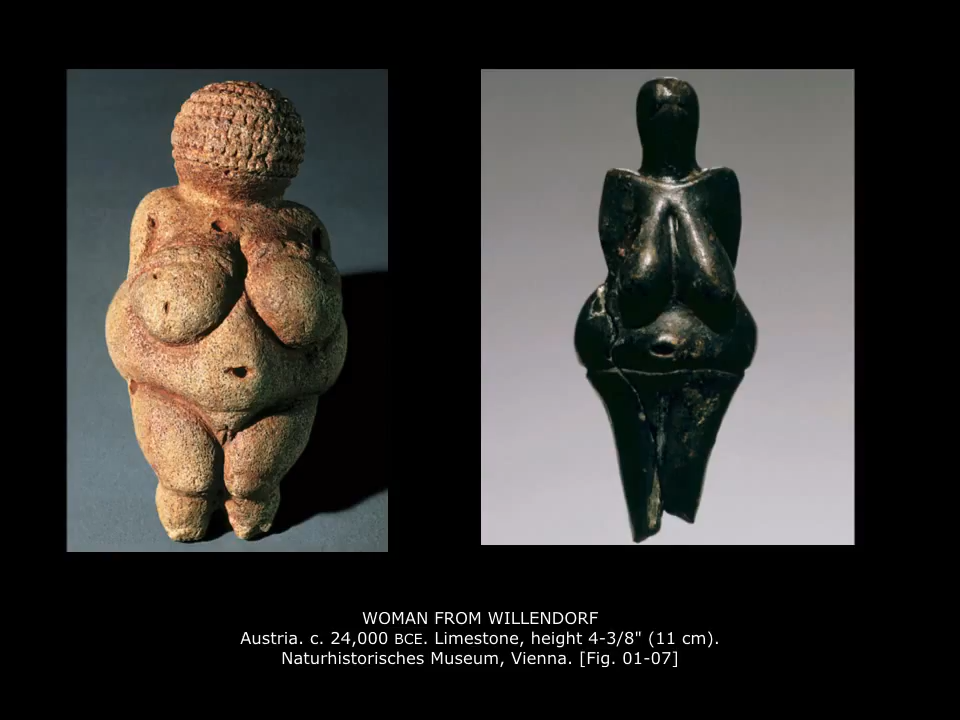 WOMAN FROM WILLENDORF
Austria. c. 24,000 BCE. Limestone, height 4-3/8" (11 cm).
Naturhistorisches Museum, Vienna. [Fig. 01-07]